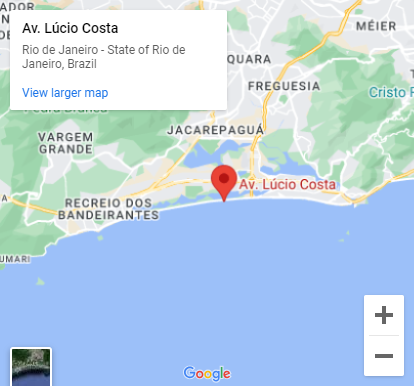 ADOR
Av. Lúcio Costa
Rio de Janeiro - State of Rio de
Janeiro, Brazil
View larger map
MÉIER
QUARA
FREGUESIA
Cristo
JACAREPAGUÁ
VARGEM
GRANDE
Av. Lúcio Costa
RECREIO DOS
BANDEIRANTES
UMARI
Google